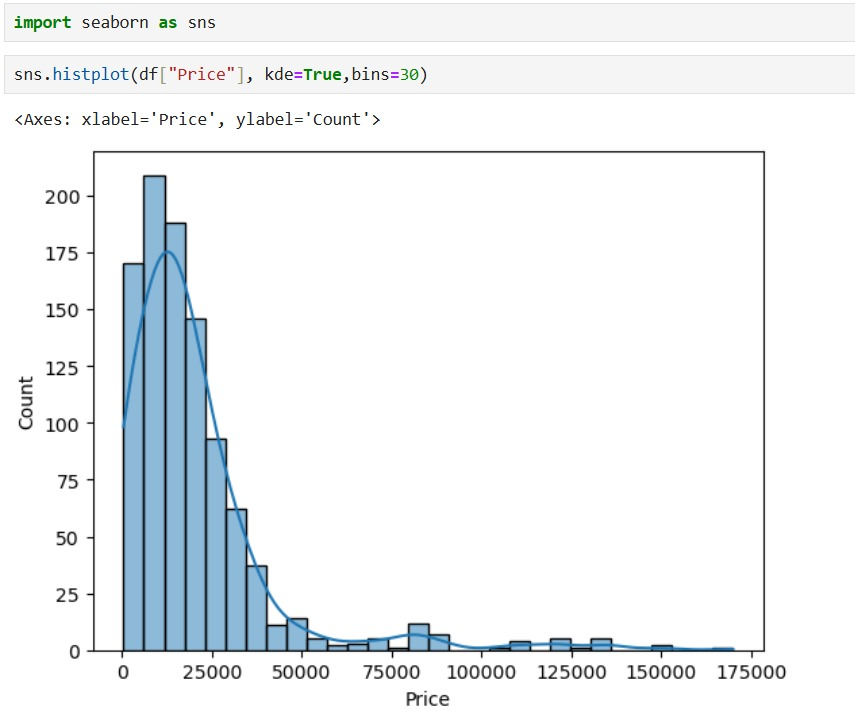 import seaborn as sns
sns.histplot(df["Price"], kde=True,bins=30)
<Axes: xlabel='Price', ylabel='Count'>
200
175
150
125
100
75
50
25
0
Count
0 25000 50000 75000 100000 125000 150000 175000
Price